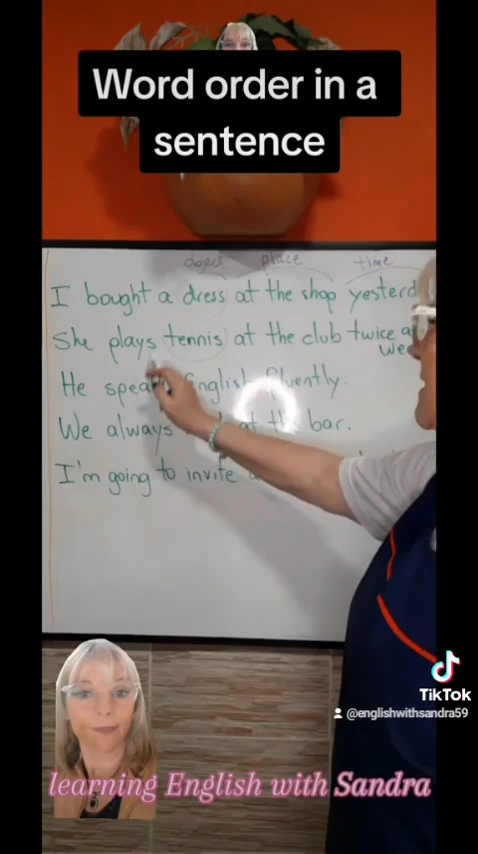 Word order in a
sentence
object place time
I bought a dress at the shop yesterd
She plays tennis at the club twice a
wee
He spea English fluently.
We always at the bar.
I'm going to invite
TikTok
@englishwithsandra59
learning English with Sandra